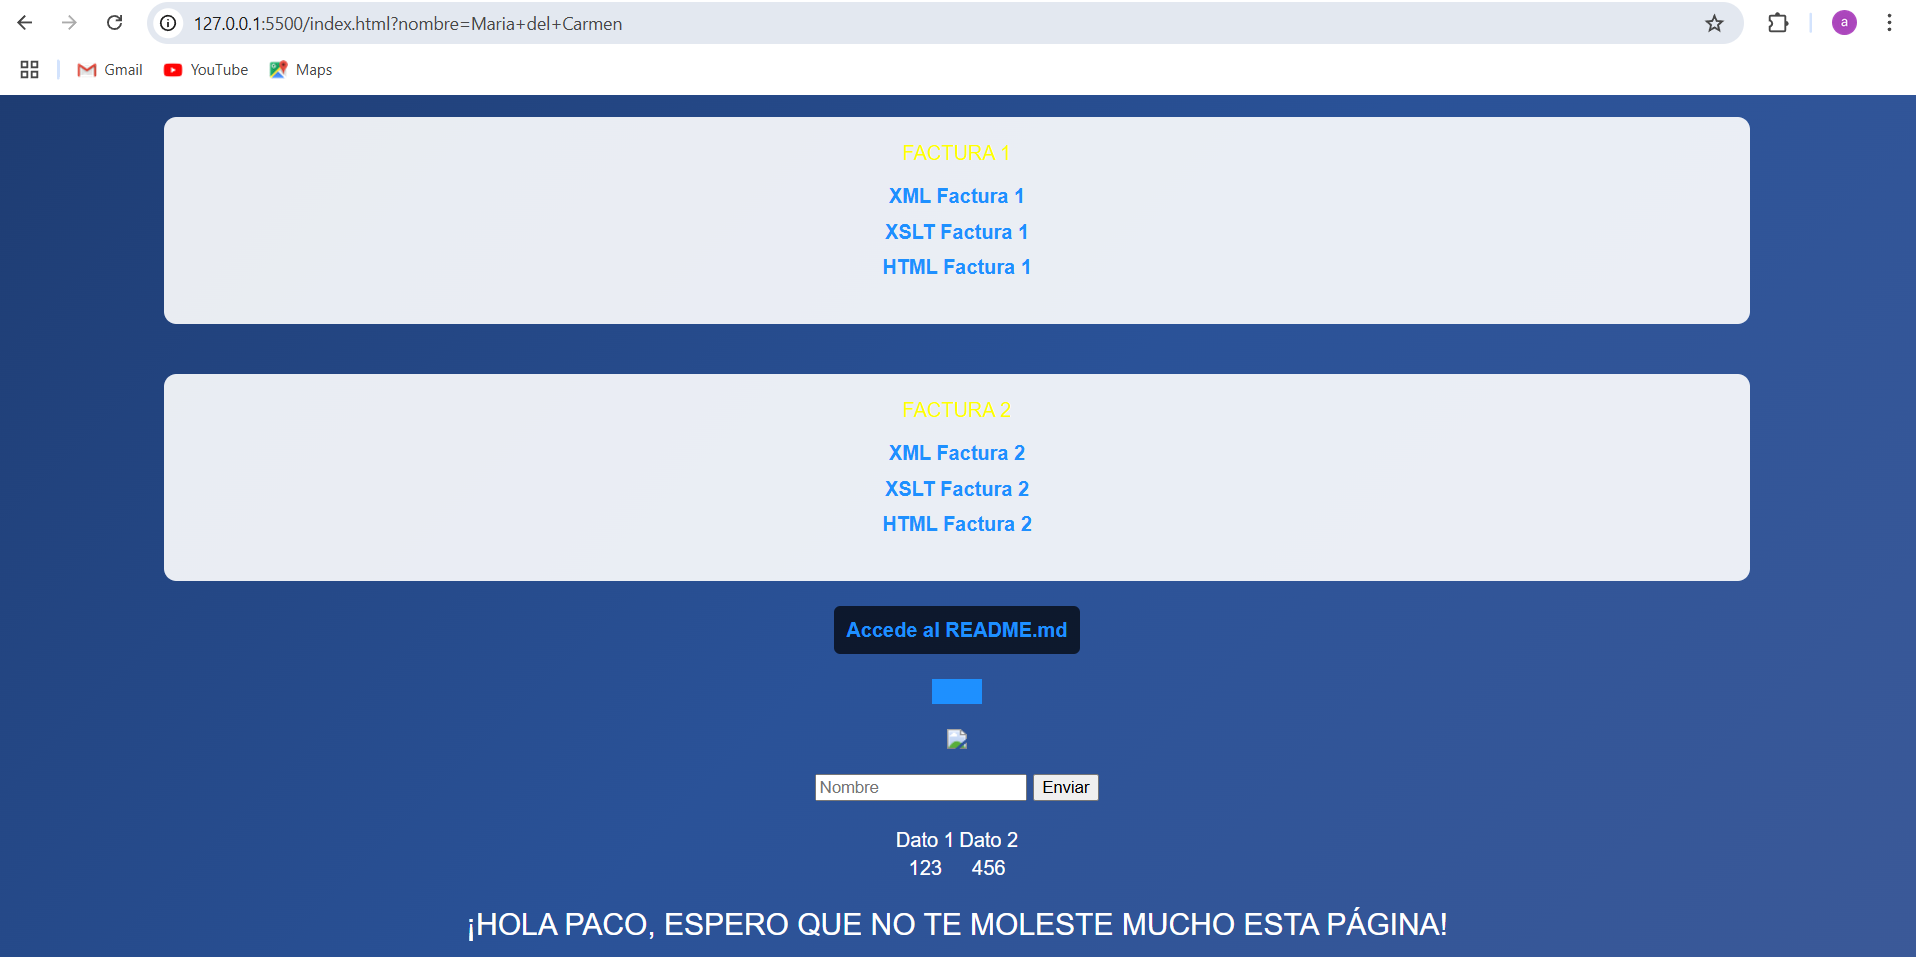 127.0.0.1:5500/index.html?nombre=Maria+del+Carmen
a
Gmail YouTube Maps
FACTURA 1
XML Factura 1
XSLT Factura 1
HTML Factura 1
FACTURA 2
XML Factura 2
XSLT Factura 2
HTML Factura 2
Accede al README.md
Nombre Enviar
Dato 1 Dato 2
123 456
¡HOLA PACO, ESPERO QUE NO TE MOLESTE MUCHO ESTA PÁGINA!